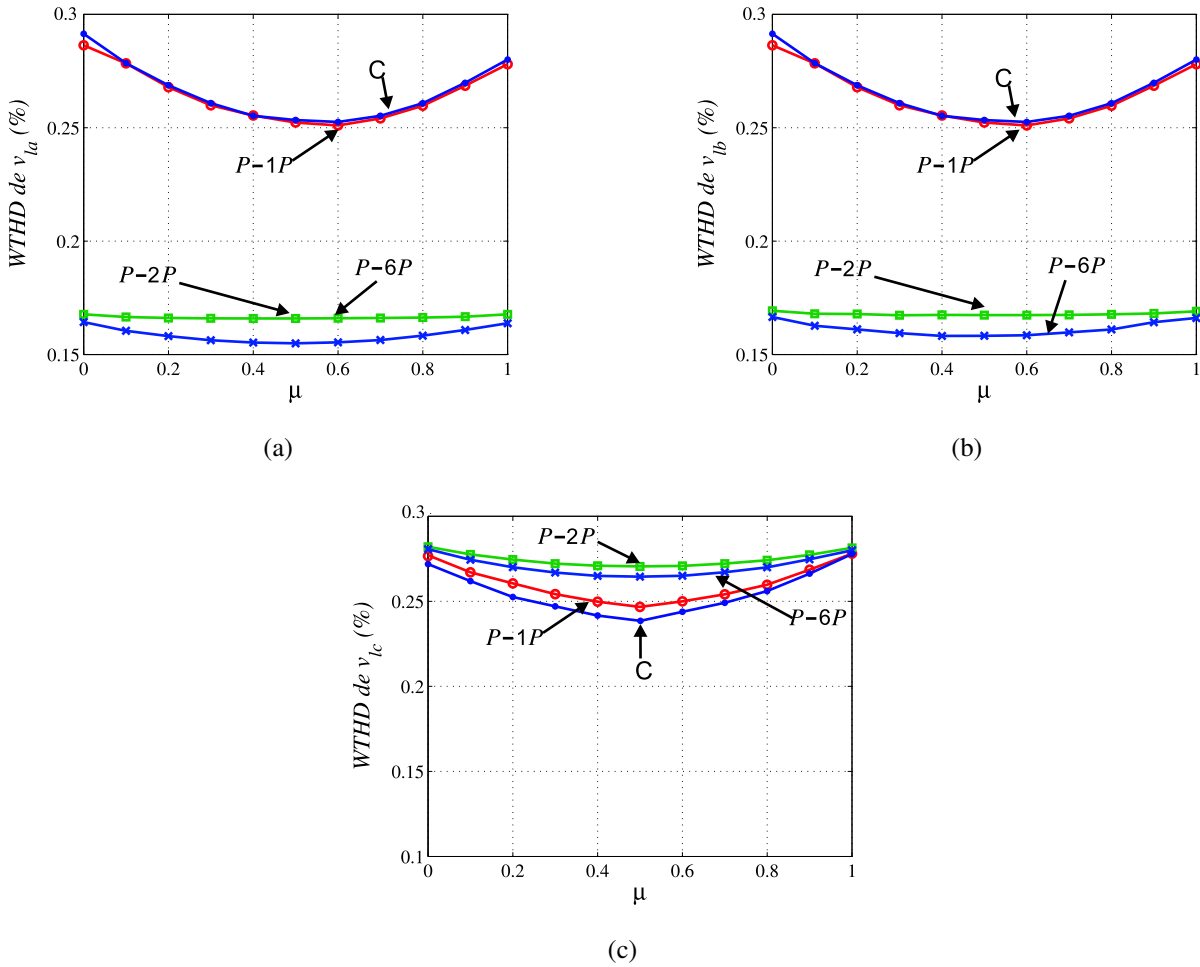 0.3
0.25
0.2
0.15
0 0.2 0.4 0.6 0.8 1
μ
WTHD de v_la (%)
C
P-1P
P-2P
P-6P
(a)
0.3
0.25
0.2
0.15
0 0.2 0.4 0.6 0.8 1
μ
WTHD de v_lb (%)
C
P-1P
P-2P
P-6P
(b)
0.3
0.25
0.2
0.15
0.1
0 0.2 0.4 0.6 0.8 1
μ
WTHD de v_lc (%)
P-2P
P-1P
P-6P
C
(c)